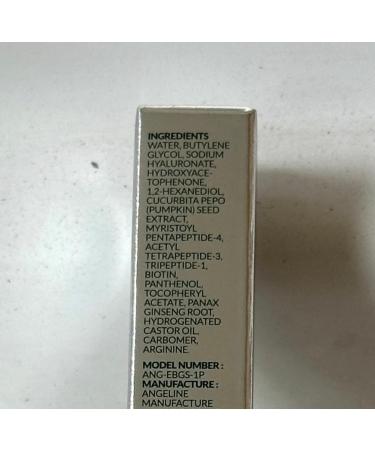 INGREDIENTS
WATER, BUTYLENE
GLYCOL, SODIUM
HYALURONATE,
HYDROXYACE-
TOPHENONE,
1,2-HEXANEDIOL,
CUCURBITA PEPO
(PUMPKIN) SEED
EXTRACT,
MYRISTOYL
PENTAPEPTIDE-4,
ACETYL
TETRAPEPTIDE-3,
TRIPEPTIDE-1,
BIOTIN,
PANTHENOL,
TOCOPHERYL
ACETATE, PANAX
GINSENG ROOT,
HYDROGENATED
CASTOR OIL,
CARBOMER,
ARGININE.
MODEL NUMBER :
ANG-EBGS-1P
MANUFACTURE :
ANGELINE
MANUFACTURE